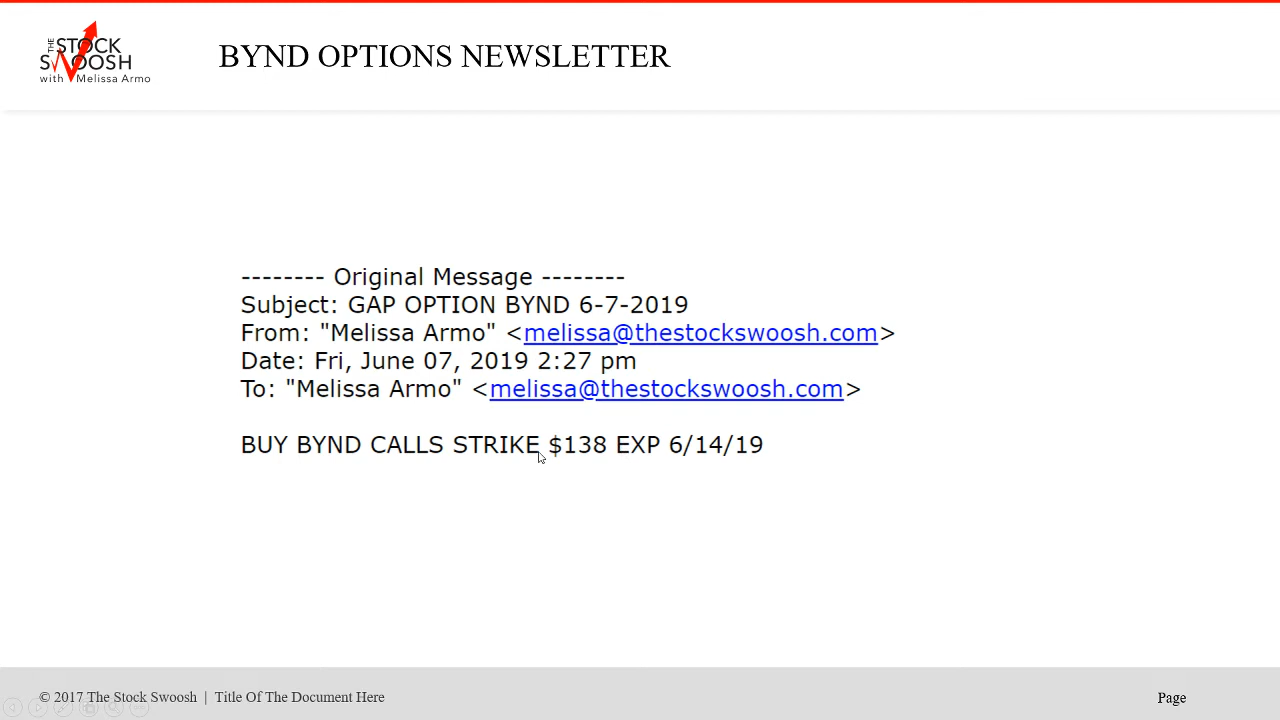 THE STOCK
SWOOSH
with Melissa Armo
BYND OPTIONS NEWSLETTER
-------- Original Message --------
Subject: GAP OPTION BYND 6-7-2019
From: "Melissa Armo" <melissa@thestockswoosh.com>
Date: Fri, June 07, 2019 2:27 pm
To: "Melissa Armo" <melissa@thestockswoosh.com>
BUY BYND CALLS STRIKE $138 EXP 6/14/19
© 2017 The Stock Swoosh | Title Of The Document Here
Page